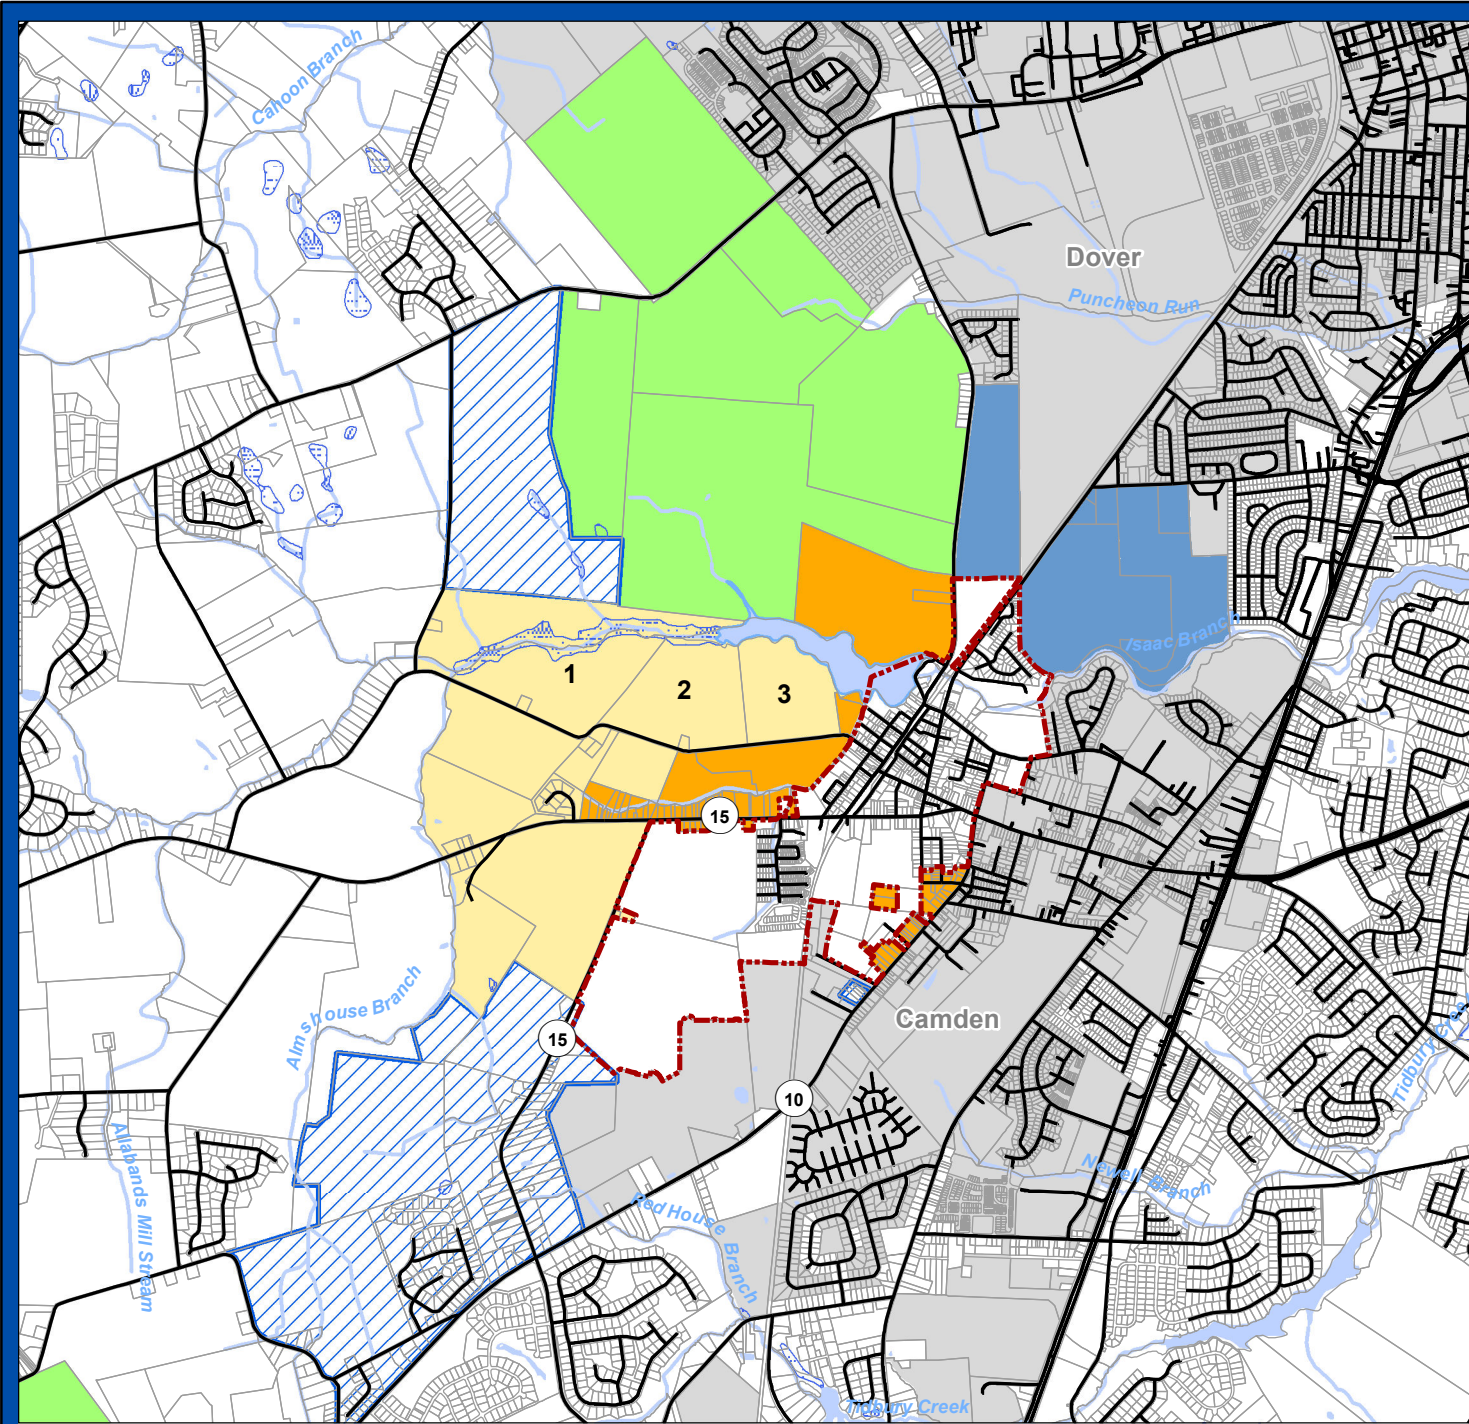 Cahoon Branch
Dover
Puncheon Run
Isaac Branch
1
2
3
15
Almshouse Branch
Camden
15
10
Tidbury Creek
Allabands Mill Stream
Newell Branch
Red House Branch
Tidbury Creek